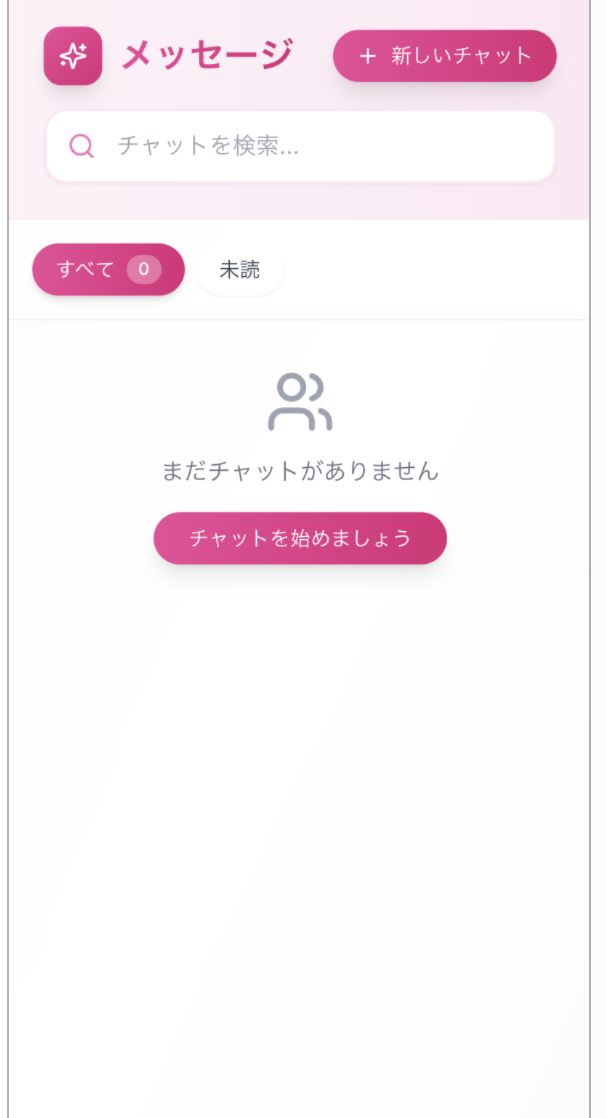 メッセージ
+ 新しいチャット
チャットを検索...
すべて 0
未読
まだチャットがありません
チャットを始めましょう